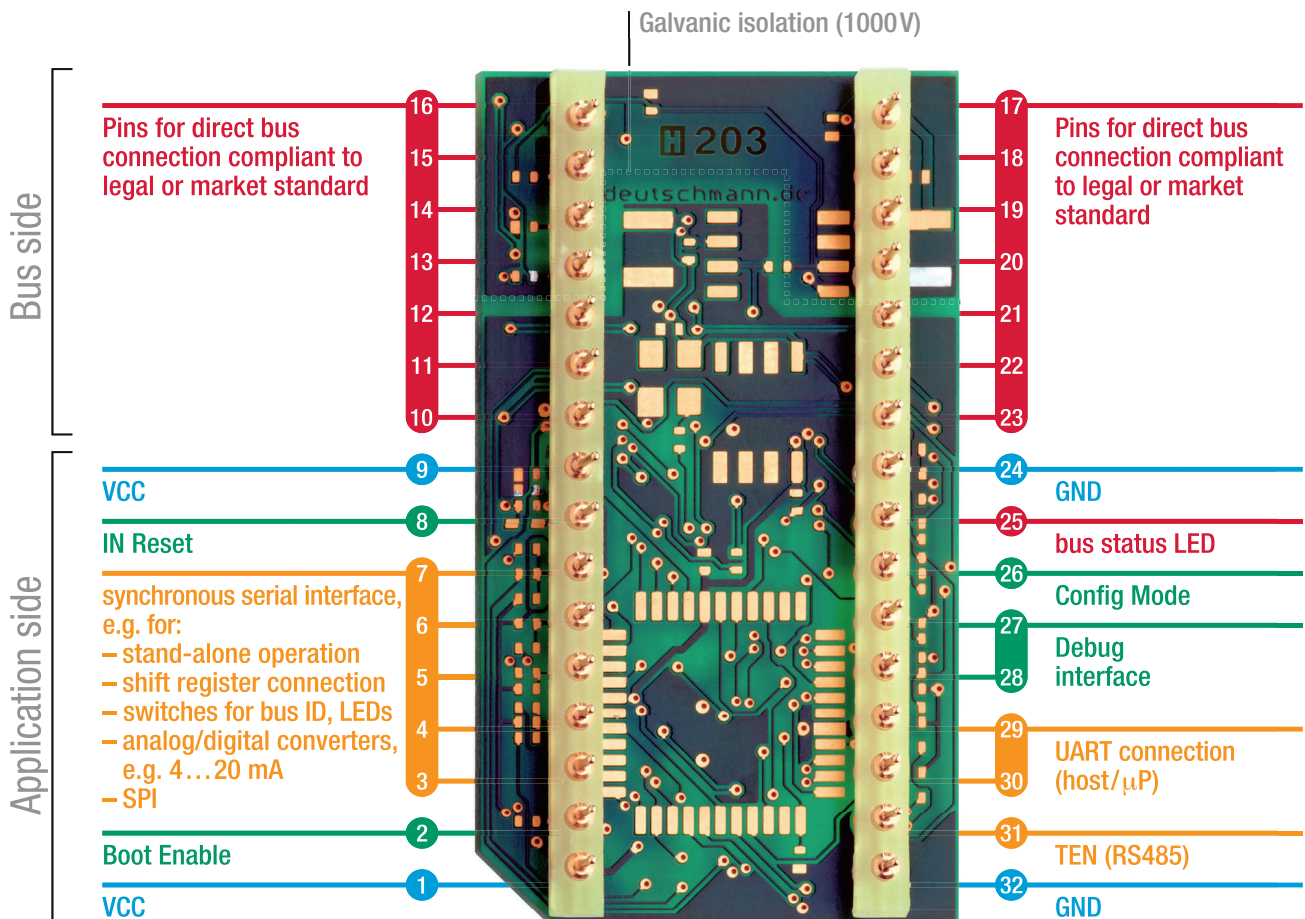 Galvanic isolation (1000 V)
Bus side
16
Pins for direct bus
connection compliant to
legal or market standard
15
14
13
12
11
10
17
Pins for direct bus
connection compliant
to legal or market
standard
18
19
20
21
22
23
H 203
deutschmann.de
Application side
9
VCC
8
IN Reset
7
synchronous serial interface,
e.g. for:
– stand-alone operation
– shift register connection
– switches for bus ID, LEDs
– analog/digital converters,
e.g. 4…20 mA
– SPI
6
5
4
3
2
Boot Enable
1
VCC
24
GND
25
bus status LED
26
Config Mode
27
Debug
interface
28
29
UART connection
(host/µP)
30
31
TEN (RS485)
32
GND